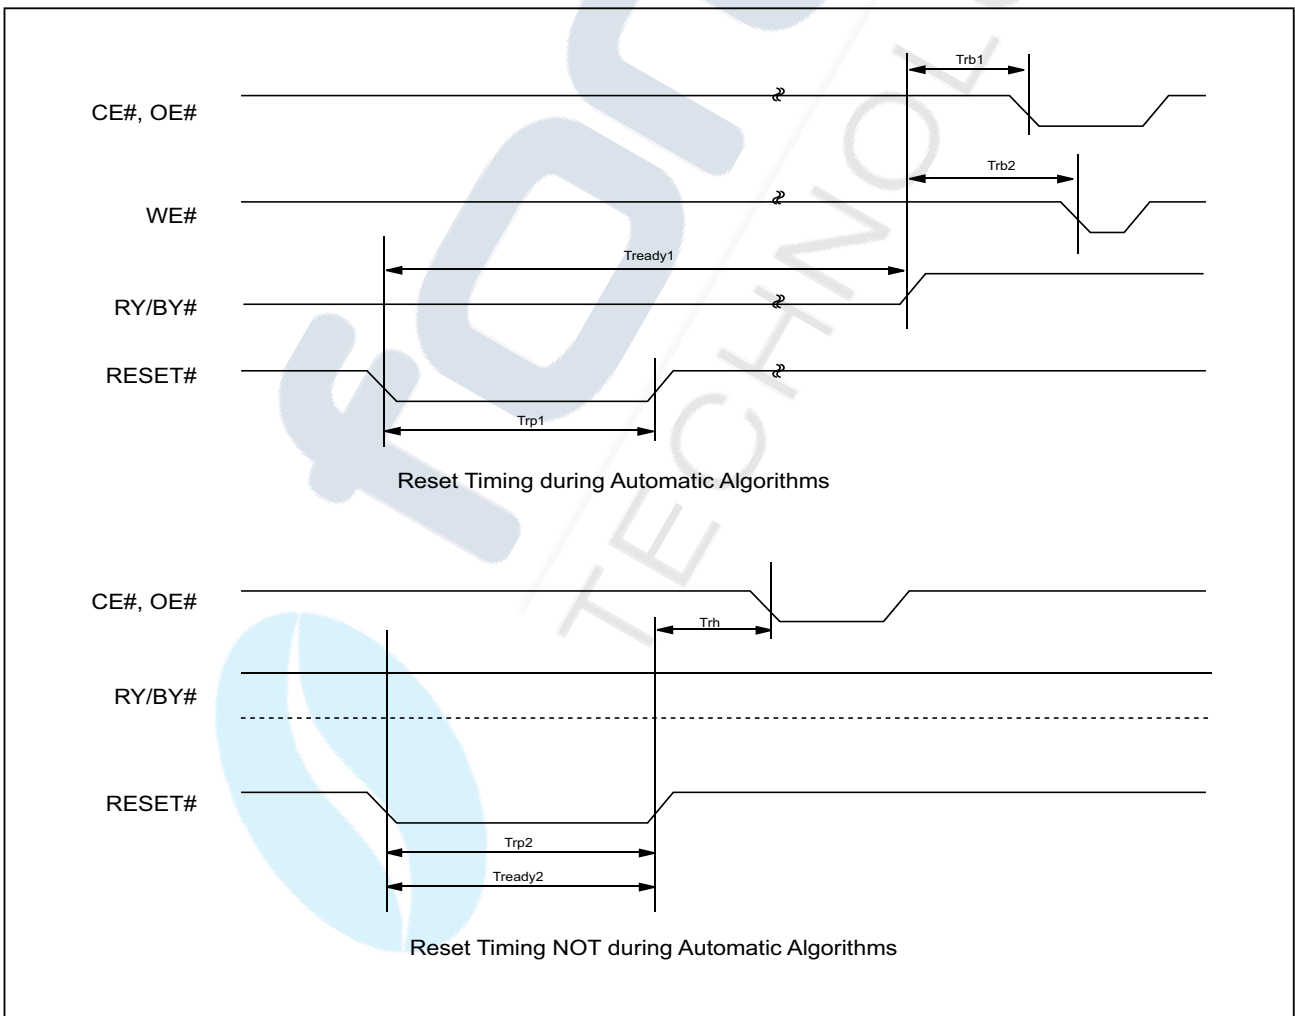 Trb1
CE#, OE#
Trb2
WE#
Tready1
RY/BY#
RESET#
Trp1
Reset Timing during Automatic Algorithms
CE#, OE#
Trh
RY/BY#
RESET#
Trp2
Tready2
Reset Timing NOT during Automatic Algorithms